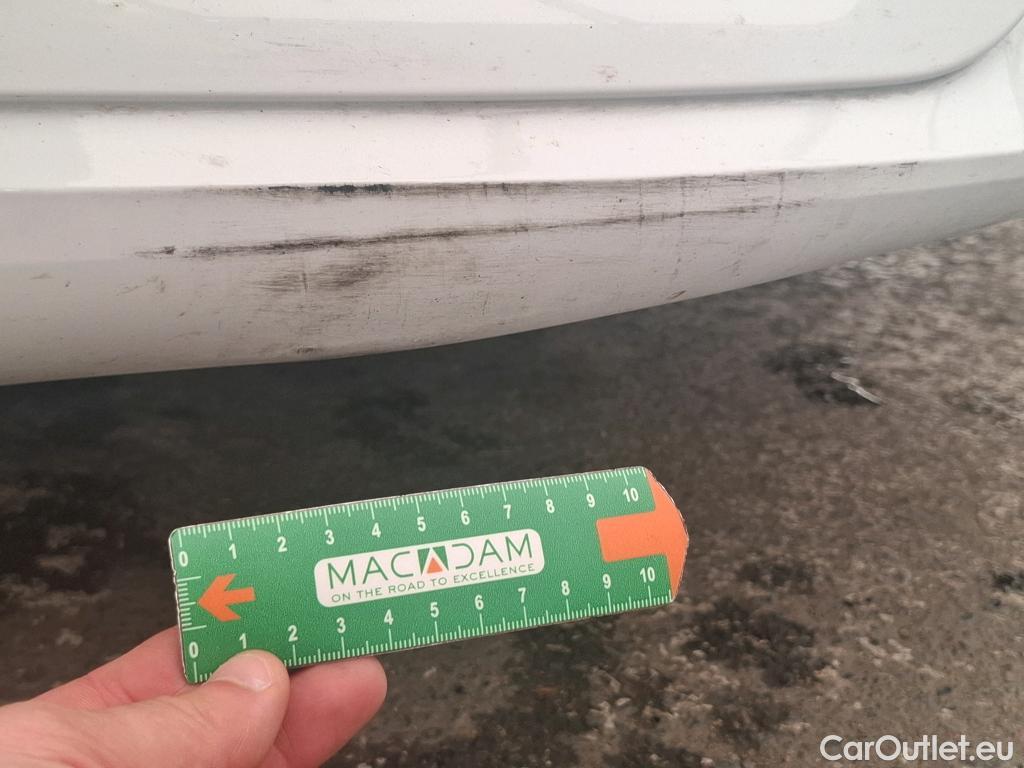 0 1 2 3 4 5 6 7 8 9 10
MACADAM
ON THE ROAD TO EXCELLENCE
0 1 2 3 4 5 6 7 8 9 10
CarOutlet.eu